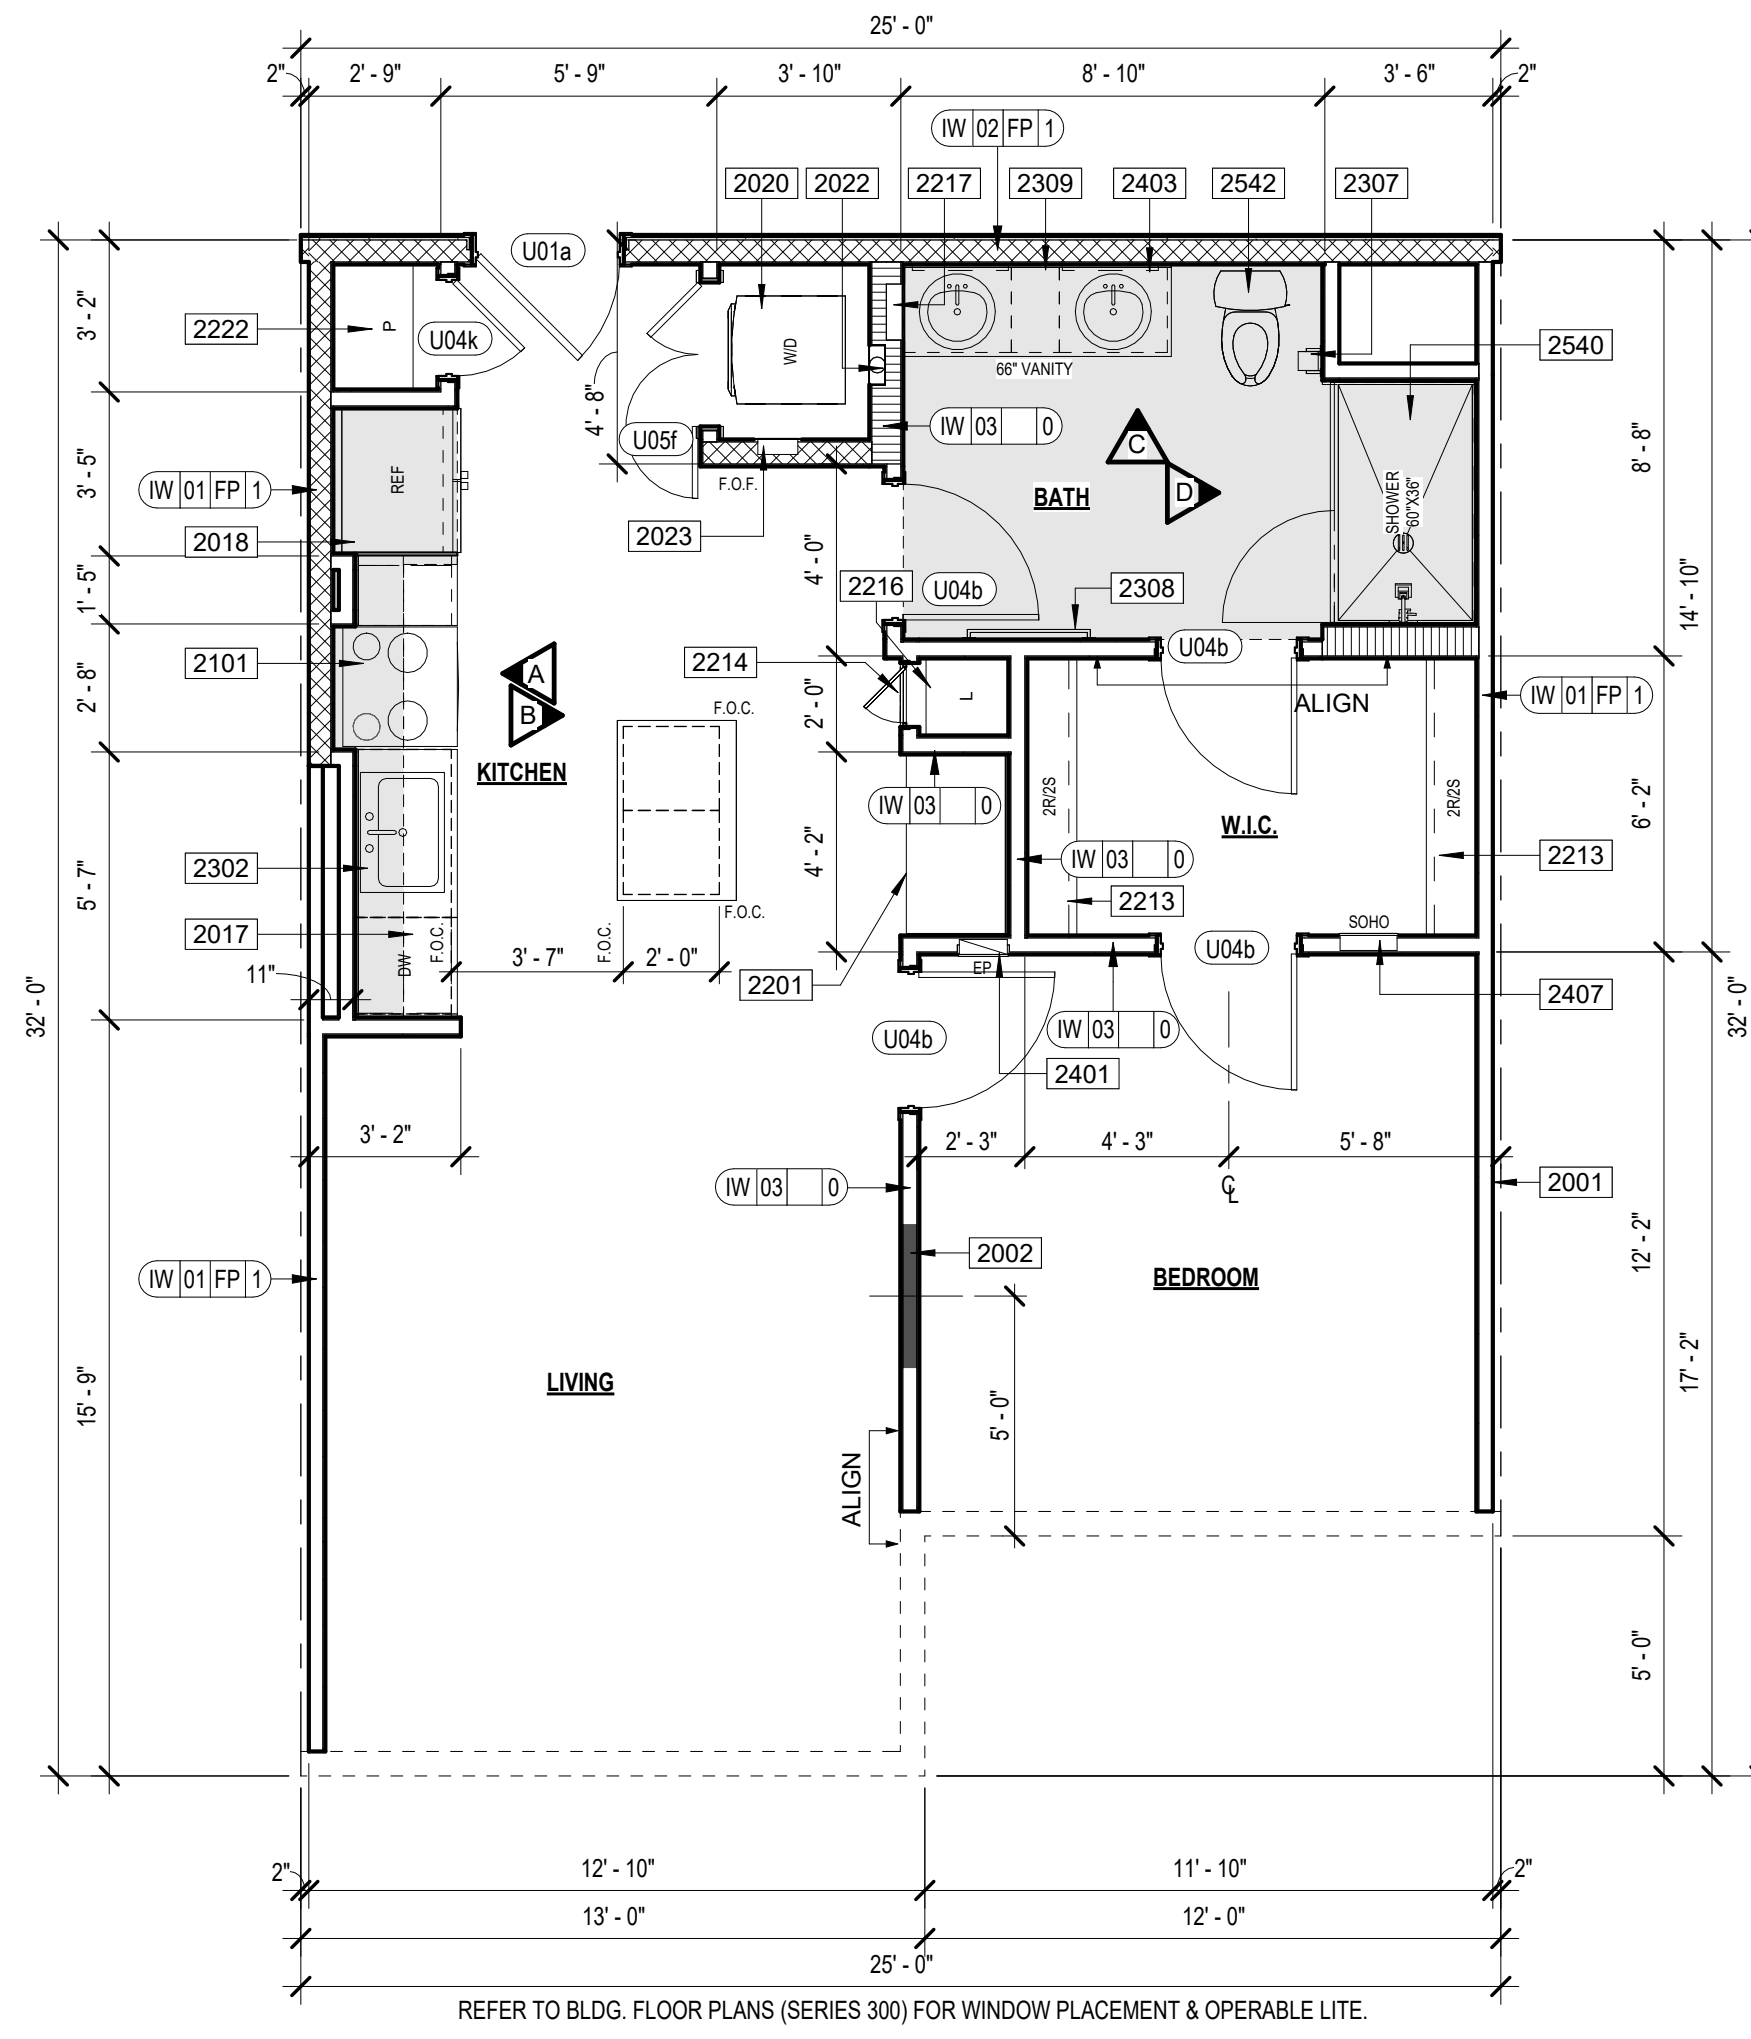 25' - 0"
2" 2' - 9" 5' - 9" 3' - 10" 8' - 10" 3' - 6" 2"
IW 02 FP 1
2020 2022 2217 2309 2403 2542 2307
U01a
3' - 2"
2222
P
U04k
W/D
66" VANITY
2540
4' - 8"
U05f
IW 03 0
C
D
BATH
SHOWER
60"X36"
8' - 8"
3' - 5"
IW 01 FP 1
REF
F.O.F.
2018
2023
4' - 0"
1' - 5"
2216
U04b
2308
14' - 10"
2101
2' - 8"
A
B
2214
U04b
L
2' - 0"
ALIGN
IW 01 FP 1
F.O.C.
KITCHEN
IW 03 0
2R/2S
2R/2S
W.I.C.
6' - 2"
4' - 2"
IW 03 0
2213
2302
5' - 7"
2213
F.O.C.
SOHO
2017
F.O.C.
F.O.C.
DW
3' - 7" 2' - 0"
11"
U04b
EP
2201
2407
32' - 0"
32' - 0"
U04b
IW 03 0
2401
3' - 2"
2' - 3" 4' - 3" 5' - 8"
CL
IW 03 0
2001
12' - 2"
2002
IW 01 FP 1
BEDROOM
LIVING
17' - 2"
15' - 9"
5' - 0"
ALIGN
5' - 0"
2" 12' - 10" 11' - 10" 2"
13' - 0" 12' - 0"
25' - 0"
REFER TO BLDG. FLOOR PLANS (SERIES 300) FOR WINDOW PLACEMENT & OPERABLE LITE.